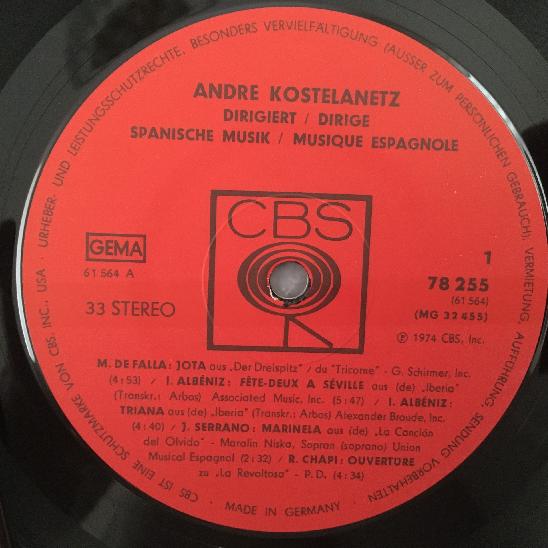 URHEBER- UND LEISTUNGSSCHUTZRECHTE, BESONDERS VERVIELFÄLTIGUNG (AUSSER ZUM PERSÖNLICHEN GEBRAUCH), VERMIETUNG, AUFFÜHRUNG, SENDUNG VORBEHALTEN
ANDRE KOSTELANETZ
DIRIGIERT / DIRIGE
SPANISCHE MUSIK / MUSIQUE ESPAGNOLE
CBS
GEMA
61 564 A
33 STEREO
1
78 255
(61 564)
(MG 32 455)
℗ 1974 CBS, Inc.
M. DE FALLA: JOTA aus „Der Dreispitz" / du "Tricorne" - G. Schirmer, Inc.
(4:53) / I. ALBÉNIZ: FÊTE-DEUX A SÉVILLE aus (de) „Iberia"
(Transkr.: Arbos) Associated Music, Inc. (5:47) / I. ALBÉNIZ:
TRIANA aus (de) „Iberia" (Transkr.: Arbos) Alexander Broude, Inc.
(4:40) / J. SERRANO: MARINELA aus (de) „La Canción
del Olvido" - Maralin Niska, Sopran (soprano) Union
Musical Espagnol (2:32) / R. CHAPI: OUVERTÜRE
zu „La Revoltosa" - P.D. (4:34)
CBS IST EINE SCHUTZMARKE VON CBS, INC., USA · MADE IN GERMANY ·